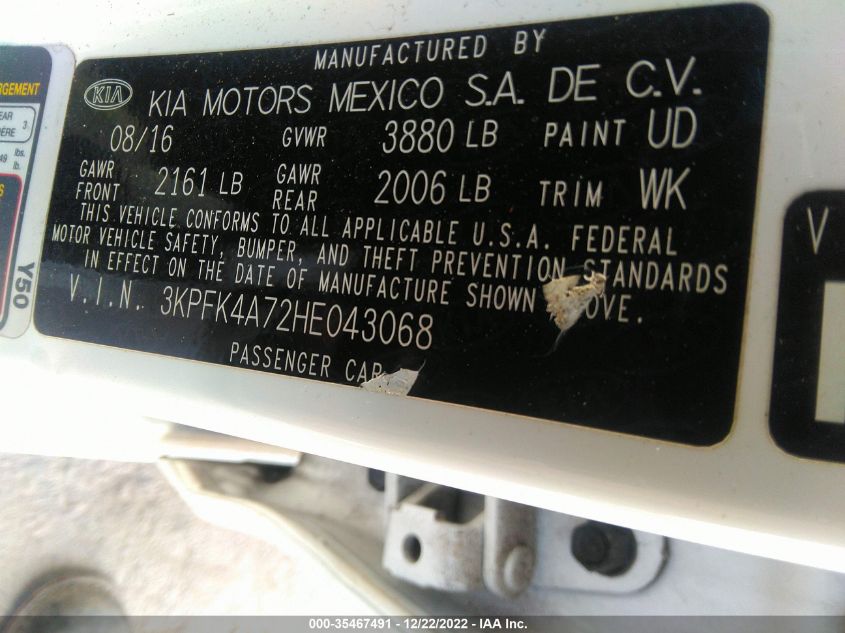 MANUFACTURED BY
KIA KIA MOTORS MEXICO S.A. DE C.V.
08/16 GVWR 3880 LB PAINT UD
GAWR FRONT 2161 LB GAWR REAR 2006 LB TRIM WK
THIS VEHICLE CONFORMS TO ALL APPLICABLE U.S.A. FEDERAL
MOTOR VEHICLE SAFETY, BUMPER, AND THEFT PREVENTION STANDARDS
IN EFFECT ON THE DATE OF MANUFACTURE SHOWN OVE.
V.I.N. 3KPFK4A72HE043068
PASSENGER CAR
Y50
lbs.
lb.
V
000-35467491 - 12/22/2022 - IAA Inc.